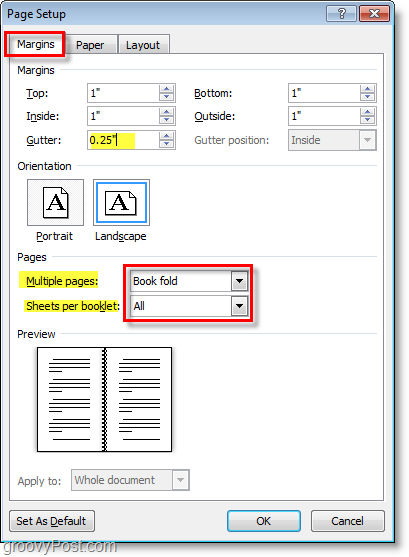 Page Setup
Margins Paper Layout
Margins
Top: 1" Bottom: 1"
Inside: 1" Outside: 1"
Gutter: 0.25" Gutter position: Inside
Orientation
A A
Portrait Landscape
Pages
Multiple pages: Book fold
Sheets per booklet: All
Preview
Apply to: Whole document
Set As Default OK Cancel
groovyPost.com